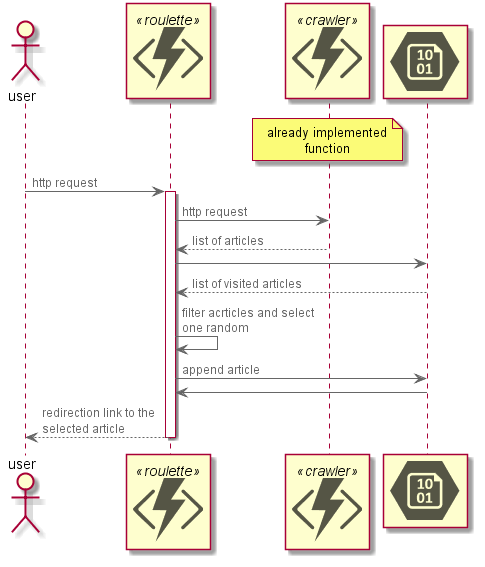 «roulette»
«crawler»
10
01
user
already implemented
function
http request
http request
list of articles
list of visited articles
filter acrticles and select
one random
append article
redirection link to the
selected article
user
«roulette»
«crawler»
10
01